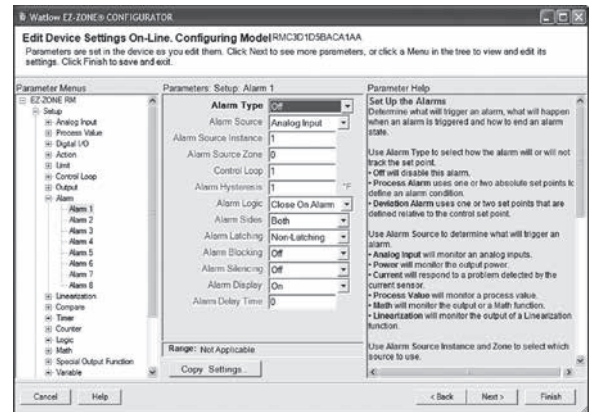 Watlow EZ-ZONE® CONFIGURATOR
Edit Device Settings On-Line. Configuring Model RMC3D1D5BACA1AA
Parameters are set in the device as you edit them. Click Next to see more parameters, or click a Menu in the tree to view and edit its
settings. Click Finish to save and exit.
Parameter Menus
EZ-ZONE RM
Setup
Analog Input
Process Value
Digital I/O
Action
Limit
Control Loop
Output
Alarm
Alarm 1
Alarm 2
Alarm 3
Alarm 4
Alarm 5
Alarm 6
Alarm 7
Alarm 8
Linearization
Compare
Timer
Counter
Logic
Math
Special Output Function
Variable
Parameters: Setup: Alarm 1
Alarm Type Off
Alarm Source Analog Input
Alarm Source Instance 1
Alarm Source Zone 0
Control Loop 1
Alarm Hysteresis 1 °F
Alarm Logic Close On Alarm
Alarm Sides Both
Alarm Latching Non-Latching
Alarm Blocking Off
Alarm Silencing Off
Alarm Display On
Alarm Delay Time 0
Range: Not Applicable
Copy Settings...
Parameter Help
Set Up the Alarms
Determine what will trigger an alarm, what will happen
when an alarm is triggered and how to end an alarm
state.
Use Alarm Type to select how the alarm will or will not
track the set point.
• Off will disable this alarm.
• Process Alarm uses one or two absolute set points to
define an alarm condition.
• Deviation Alarm uses one or two set points that are
defined relative to the control set point.
Use Alarm Source to determine what will trigger an
alarm.
• Analog Input will monitor an analog inputs.
• Power will monitor the output power.
• Current will respond to a problem detected by the
current sensor.
• Process Value will monitor a process value.
• Math will monitor the output or a Math function.
• Linearization will monitor the output of a Linearization
function.
Use Alarm Source Instance and Zone to select which
source to use.
Cancel
Help
< Back
Next >
Finish